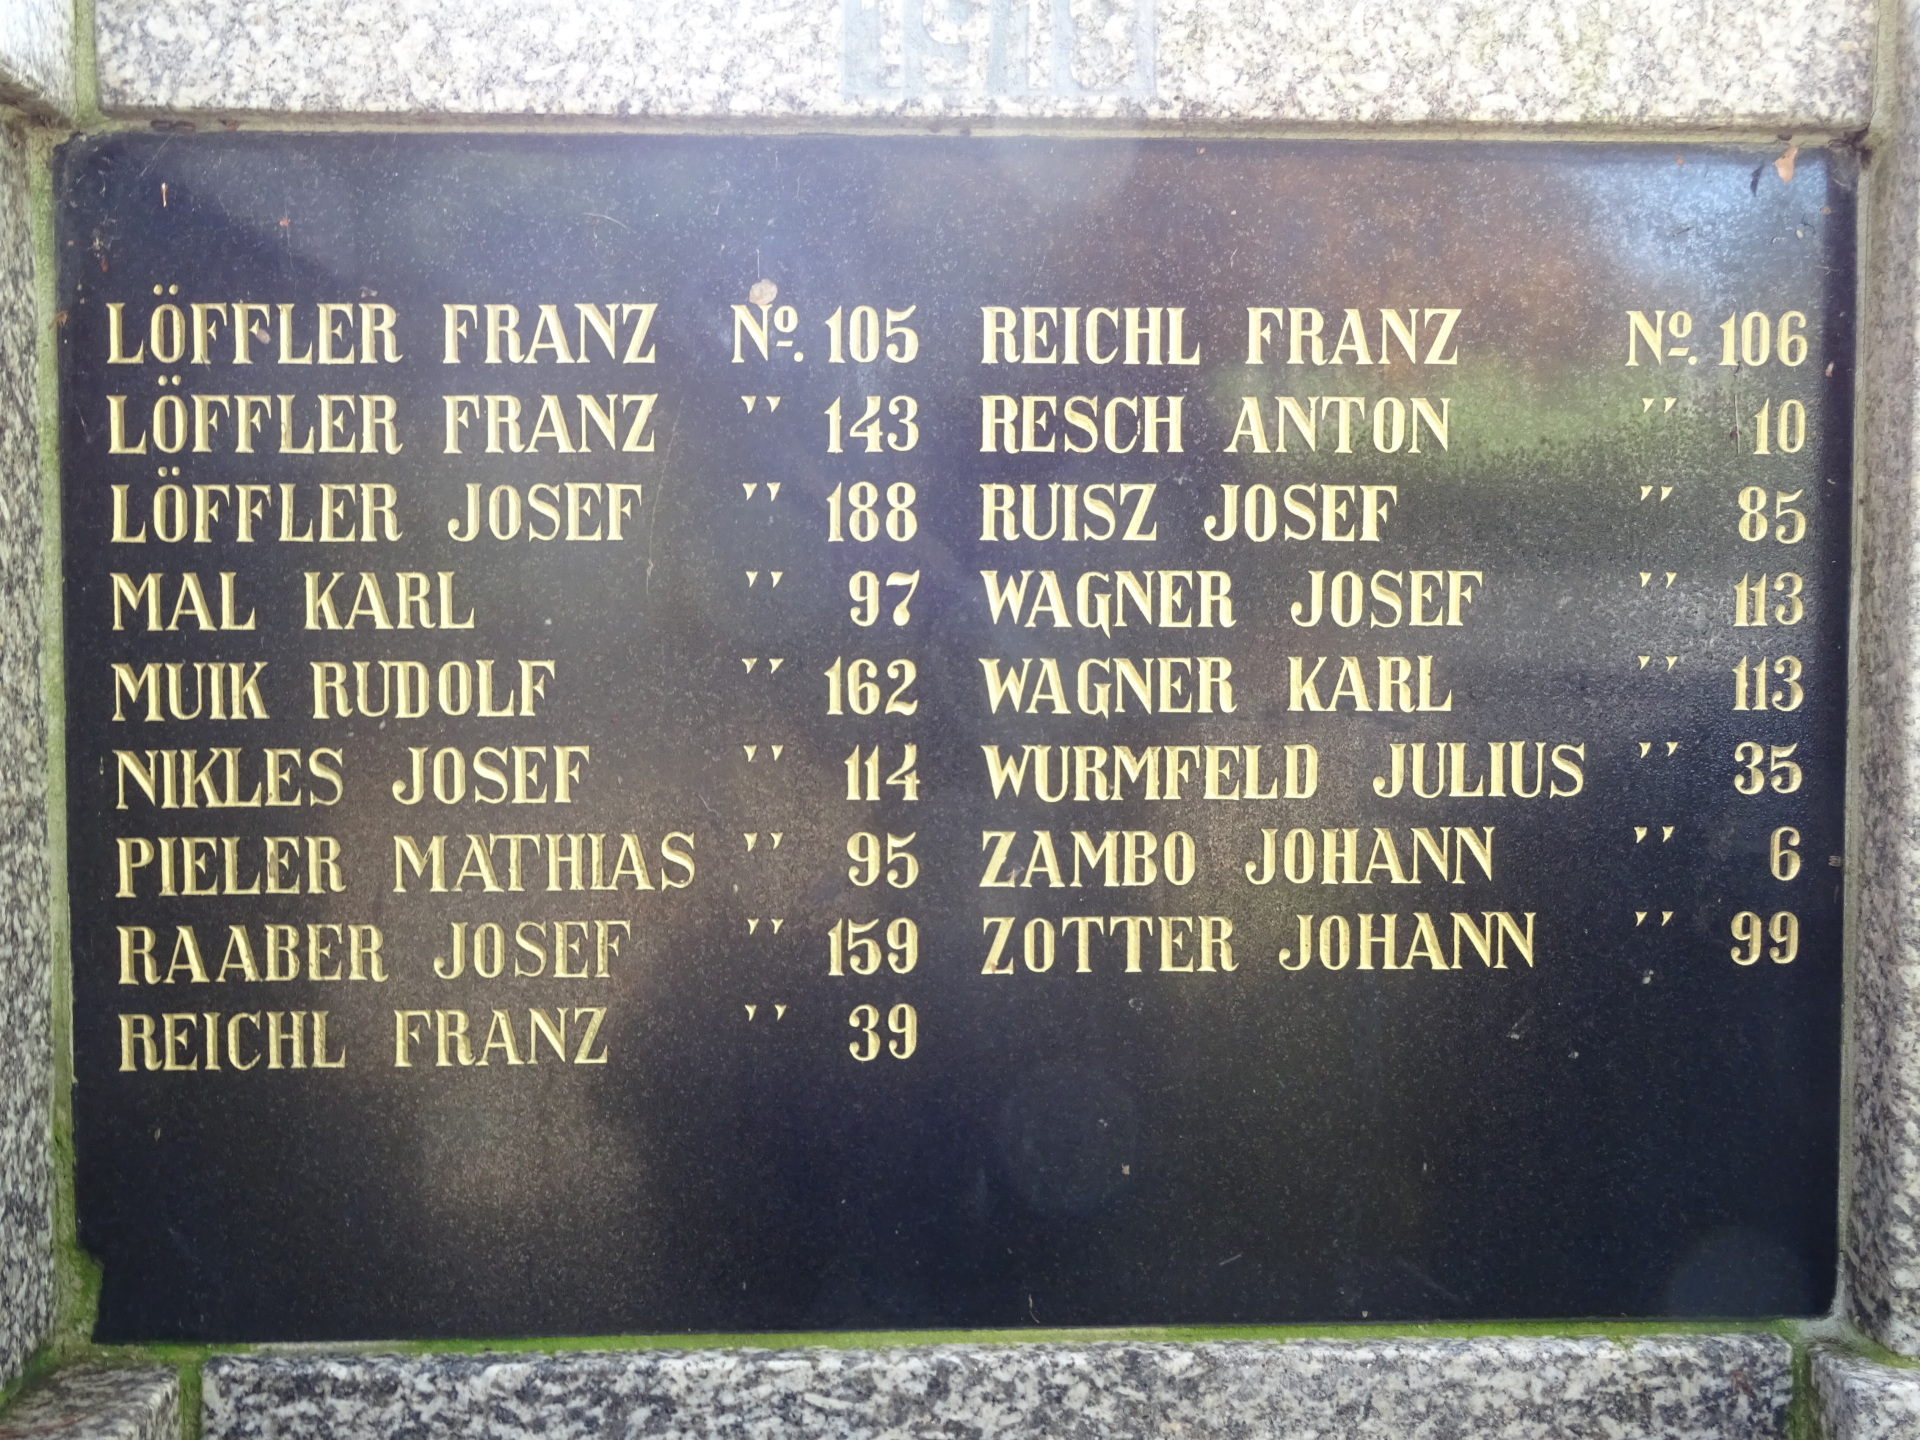 LÖFFLER FRANZ No. 105
LÖFFLER FRANZ '' 143
LÖFFLER JOSEF '' 188
MAL KARL '' 97
MUIK RUDOLF '' 162
NIKLES JOSEF '' 114
PIELER MATHIAS '' 95
RAABER JOSEF '' 159
REICHL FRANZ '' 39
REICHL FRANZ No. 106
RESCH ANTON '' 10
RUISZ JOSEF '' 85
WAGNER JOSEF '' 113
WAGNER KARL '' 113
WURMFELD JULIUS '' 35
ZAMBO JOHANN '' 6
ZOTTER JOHANN '' 99